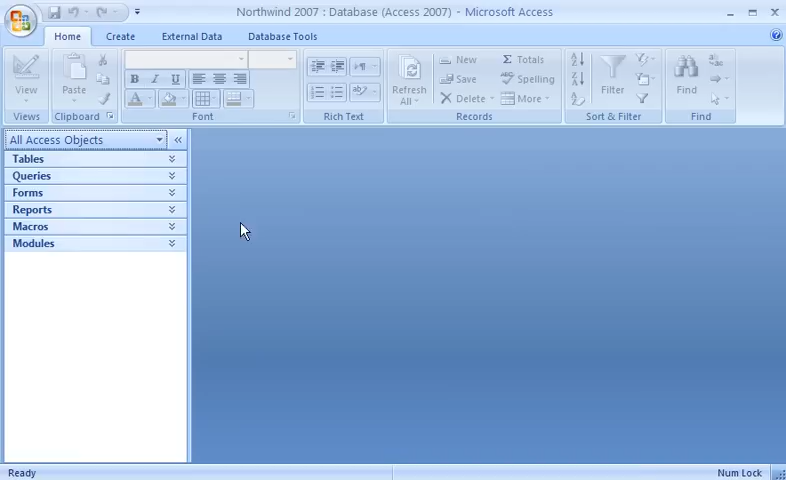 Northwind 2007 : Database (Access 2007) - Microsoft Access
Home Create External Data Database Tools
View
Views
Paste
Clipboard
B I U
A
Font
ab
Rich Text
Refresh
All
New
Save
Delete
Totals
Spelling
More
Records
Filter
Sort & Filter
Find
Find
All Access Objects
Tables
Queries
Forms
Reports
Macros
Modules
Ready
Num Lock